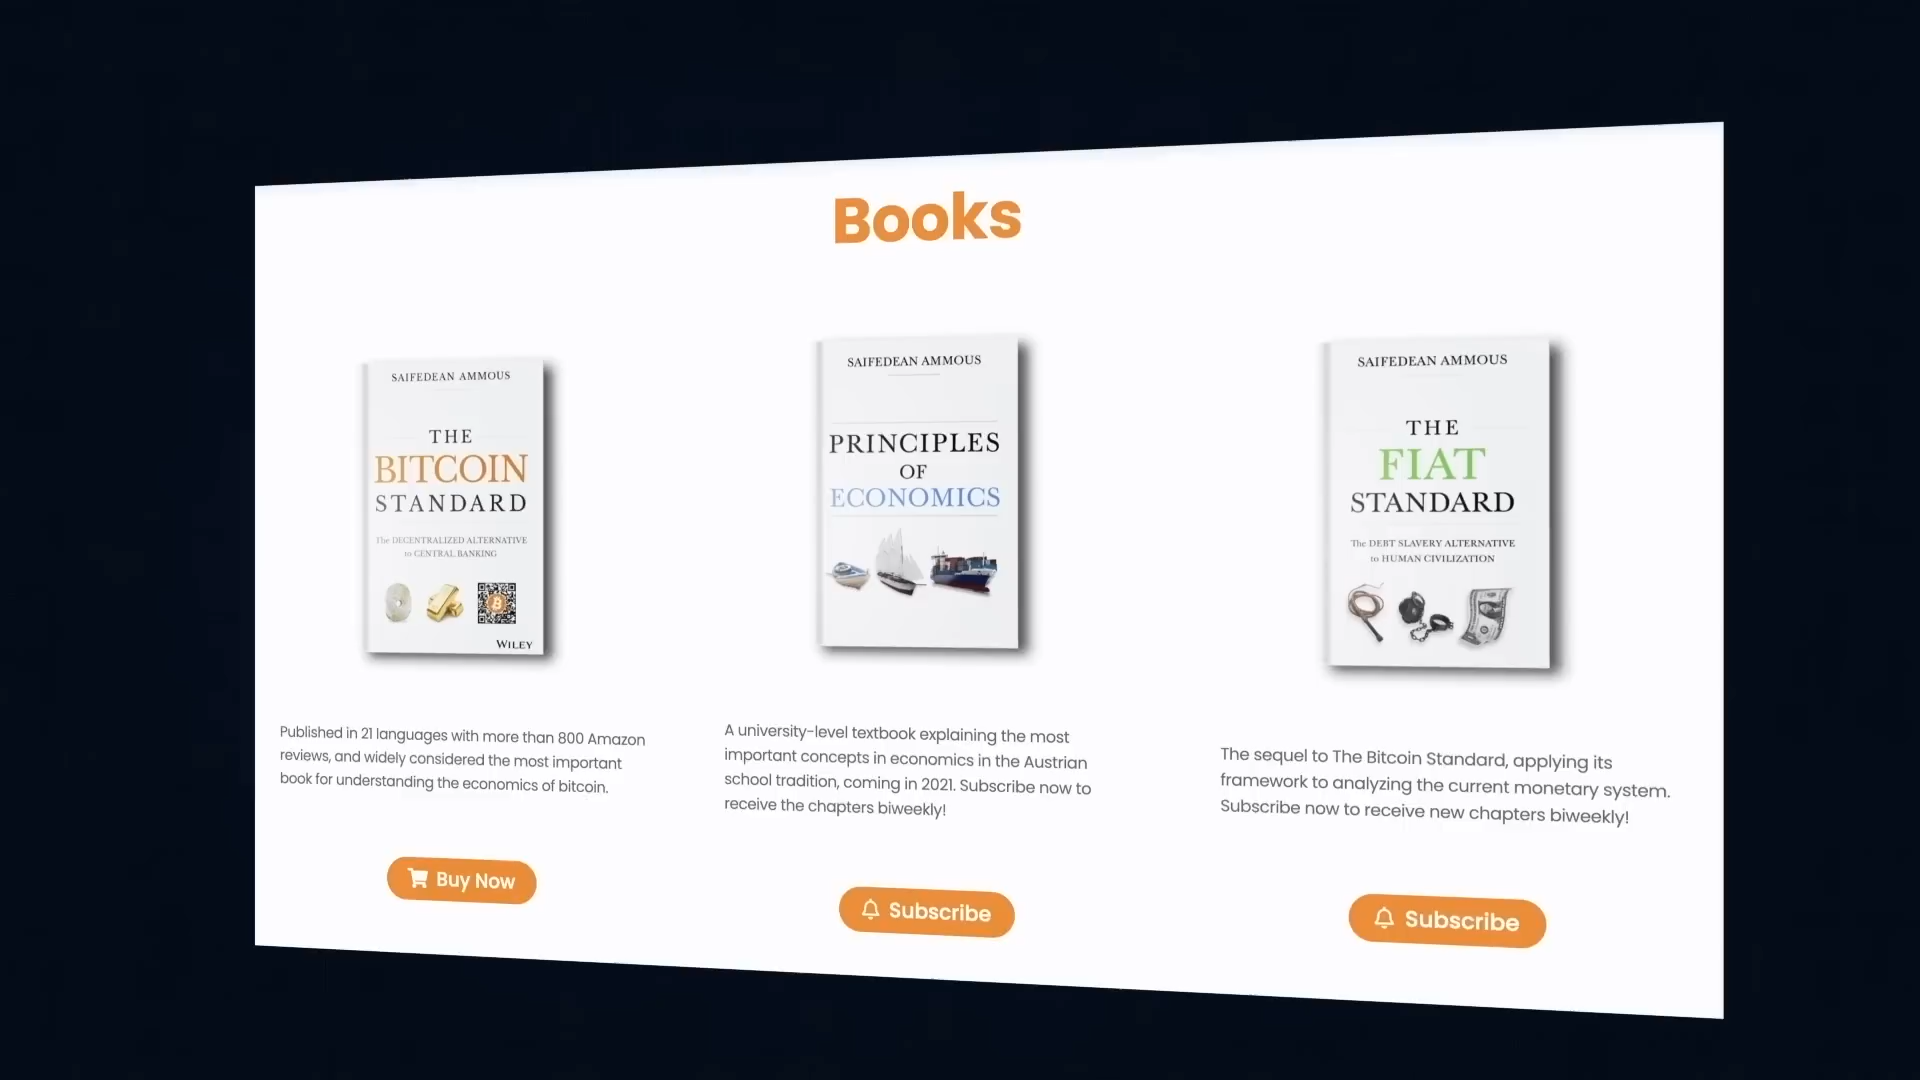 Books
SAIFEDEAN AMMOUS
THE
BITCOIN
STANDARD
The DECENTRALIZED ALTERNATIVE
to CENTRAL BANKING
WILEY
Published in 21 languages with more than 800 Amazon
reviews, and widely considered the most important
book for understanding the economics of bitcoin.
Buy Now
SAIFEDEAN AMMOUS
PRINCIPLES
OF
ECONOMICS
A university-level textbook explaining the most
important concepts in economics in the Austrian
school tradition, coming in 2021. Subscribe now to
receive the chapters biweekly!
Subscribe
SAIFEDEAN AMMOUS
THE
FIAT
STANDARD
The DEBT SLAVERY ALTERNATIVE
to HUMAN CIVILIZATION
The sequel to The Bitcoin Standard, applying its
framework to analyzing the current monetary system.
Subscribe now to receive new chapters biweekly!
Subscribe